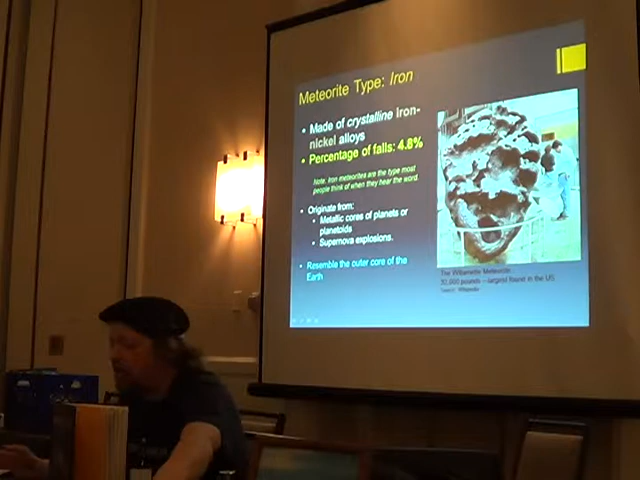 Meteorite Type: Iron
• Made of crystalline iron-
nickel alloys
• Percentage of falls: 4.8%
Note: Iron meteorites are the type most
people think of when they hear the word.
• Originate from:
• Metallic cores of planets or
planetoids
• Supernova explosions.
• Resemble the outer core of the
Earth
The Willamette Meteorite
32,000 pounds – largest found in the US
Source: Wikipedia